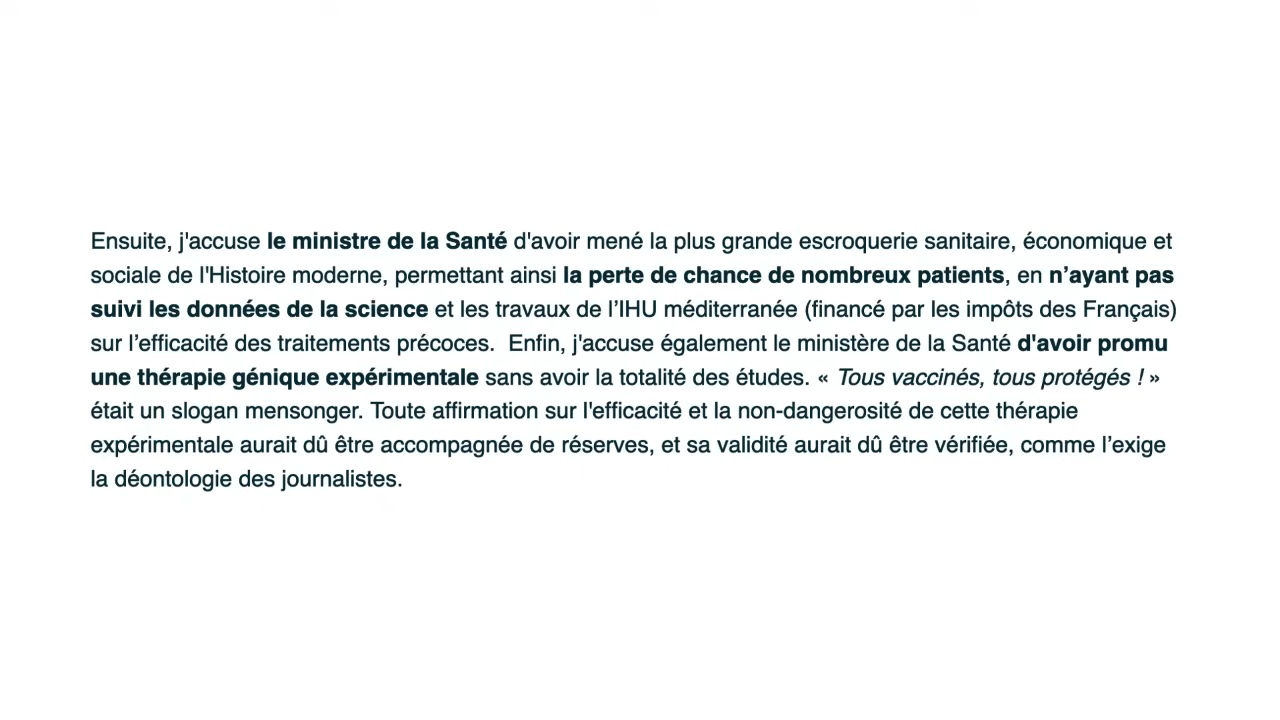 Ensuite, j'accuse le ministre de la Santé d'avoir mené la plus grande escroquerie sanitaire, économique et
sociale de l'Histoire moderne, permettant ainsi la perte de chance de nombreux patients, en n’ayant pas
suivi les données de la science et les travaux de l’IHU méditerranée (financé par les impôts des Français)
sur l’efficacité des traitements précoces.  Enfin, j'accuse également le ministère de la Santé d'avoir promu
une thérapie génique expérimentale sans avoir la totalité des études. « Tous vaccinés, tous protégés ! »
était un slogan mensonger. Toute affirmation sur l'efficacité et la non-dangerosité de cette thérapie
expérimentale aurait dû être accompagnée de réserves, et sa validité aurait dû être vérifiée, comme l’exige
la déontologie des journalistes.